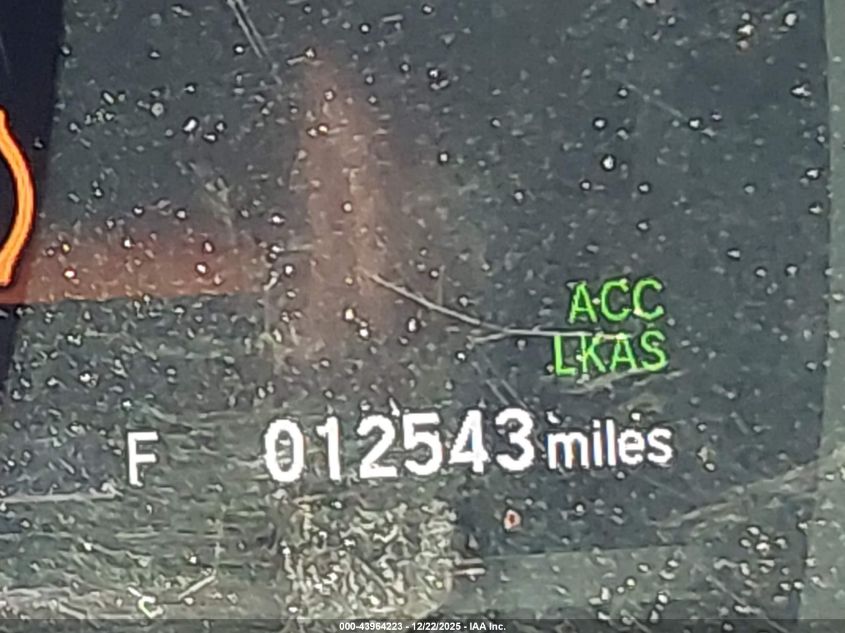 ACC
LKAS
F 012543 miles
000-43964223 - 12/22/2025 - IAA Inc.